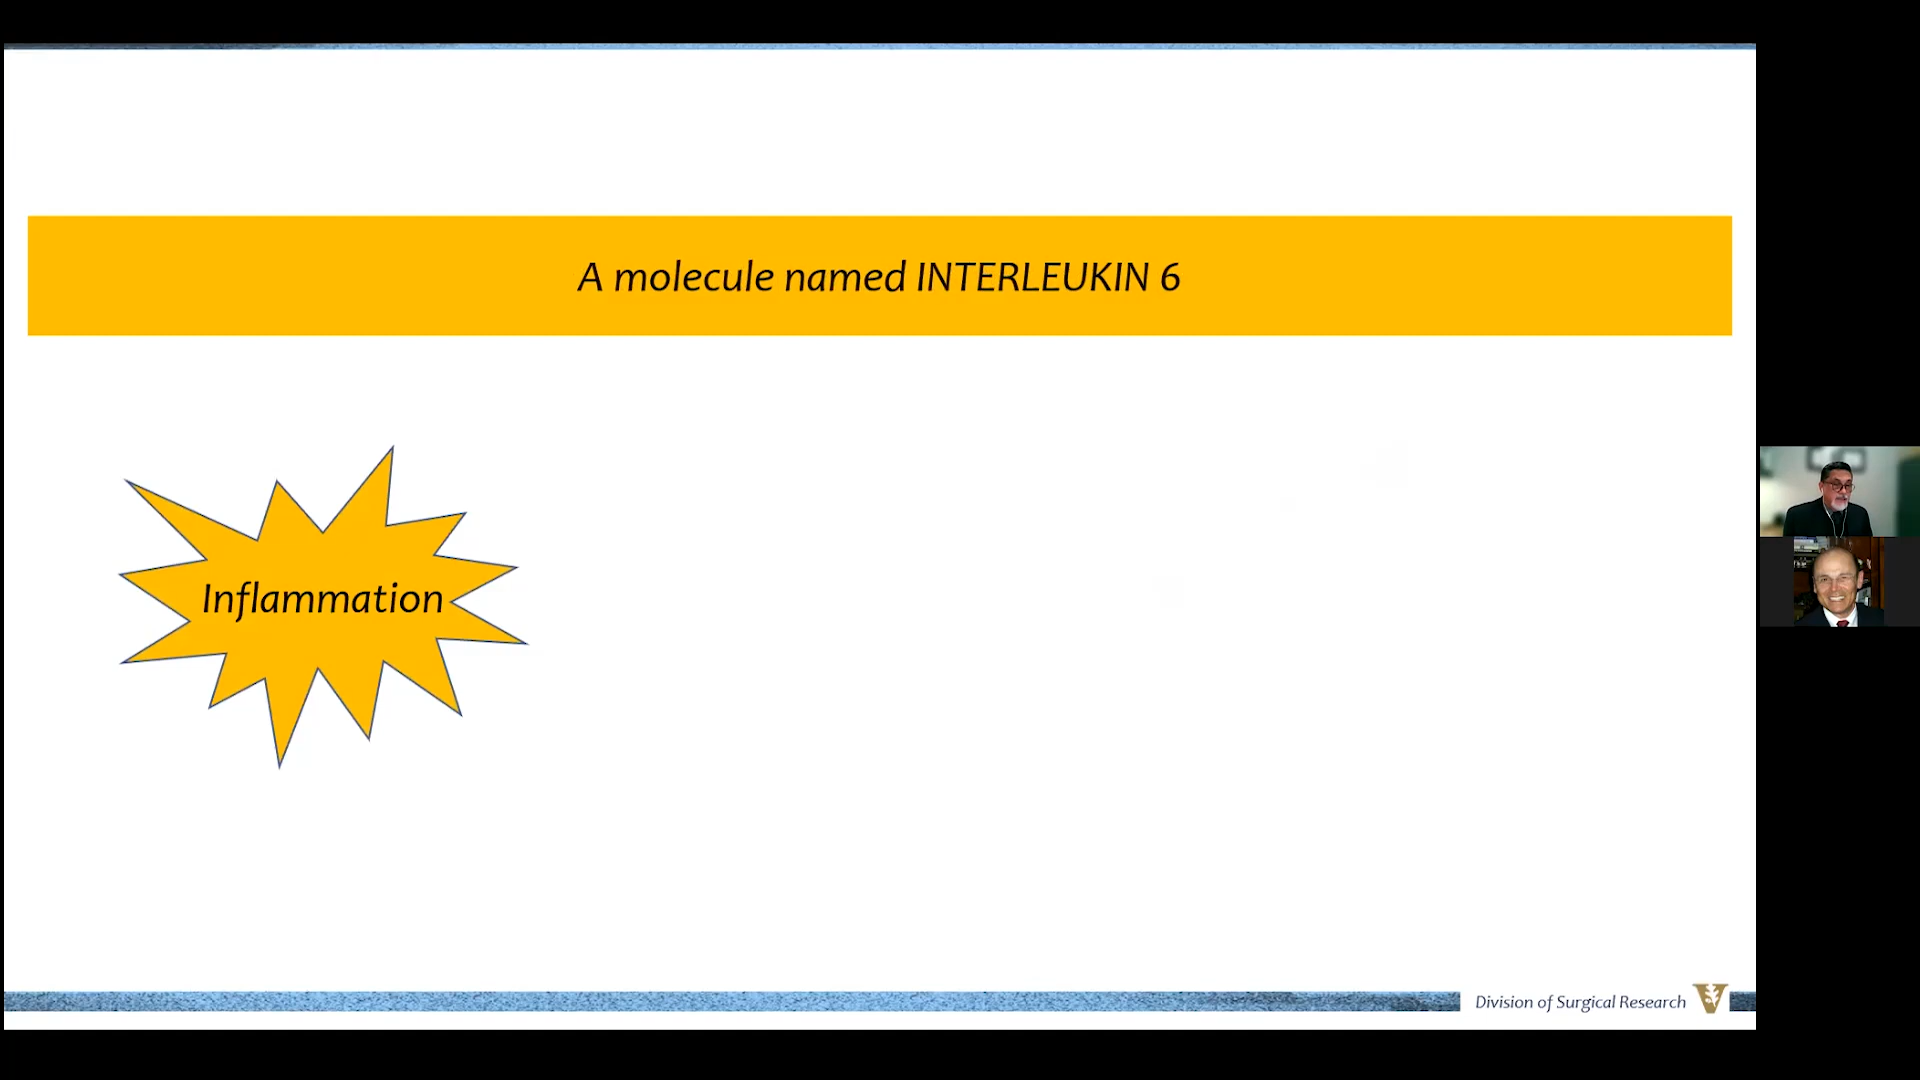 A molecule named INTERLEUKIN 6
Inflammation
Division of Surgical Research